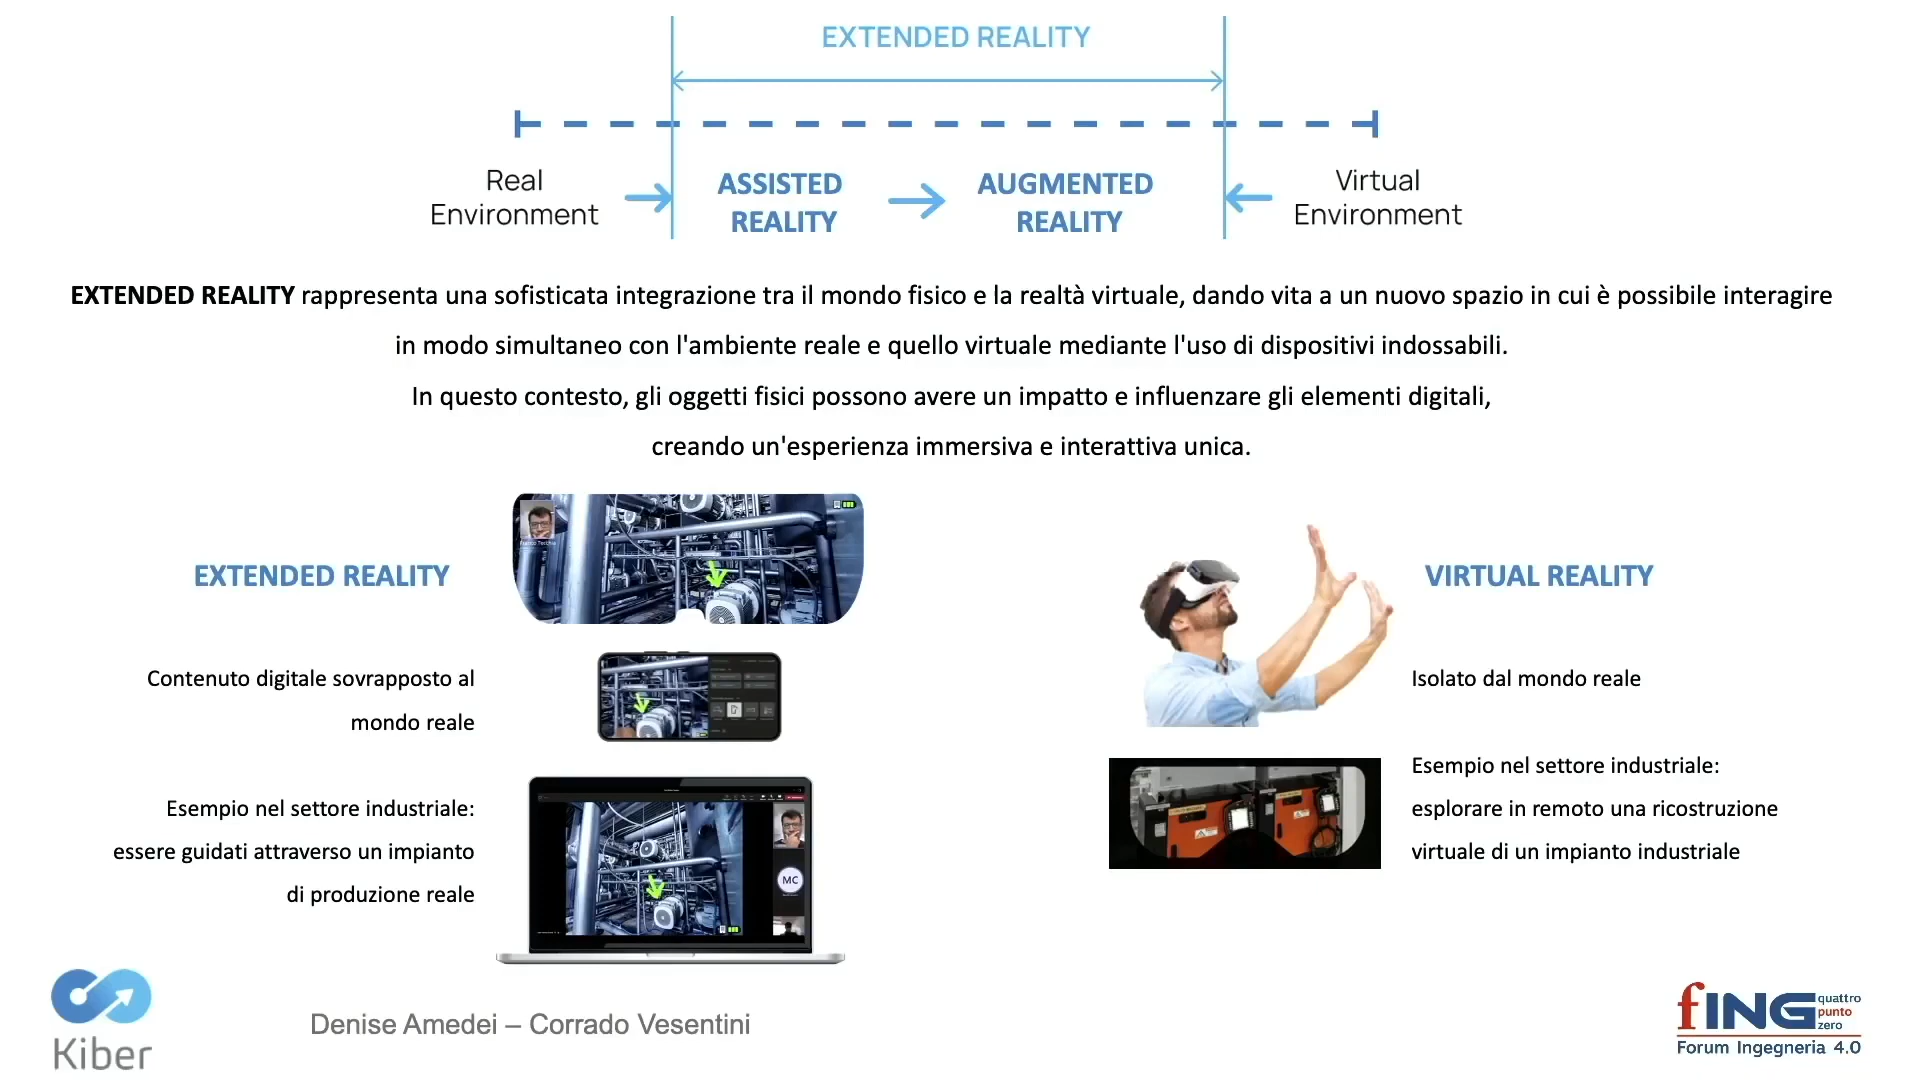 EXTENDED REALITY
Real
Environment
ASSISTED
REALITY
AUGMENTED
REALITY
Virtual
Environment
EXTENDED REALITY rappresenta una sofisticata integrazione tra il mondo fisico e la realtà virtuale, dando vita a un nuovo spazio in cui è possibile interagire
in modo simultaneo con l'ambiente reale e quello virtuale mediante l'uso di dispositivi indossabili.
In questo contesto, gli oggetti fisici possono avere un impatto e influenzare gli elementi digitali,
creando un'esperienza immersiva e interattiva unica.
EXTENDED REALITY
Contenuto digitale sovrapposto al
mondo reale
Esempio nel settore industriale:
essere guidati attraverso un impianto
di produzione reale
MC
VIRTUAL REALITY
Isolato dal mondo reale
Esempio nel settore industriale:
esplorare in remoto una ricostruzione
virtuale di un impianto industriale
Kiber
Denise Amedei – Corrado Vesentini
fING quattro
punto
zero
Forum Ingegneria 4.0